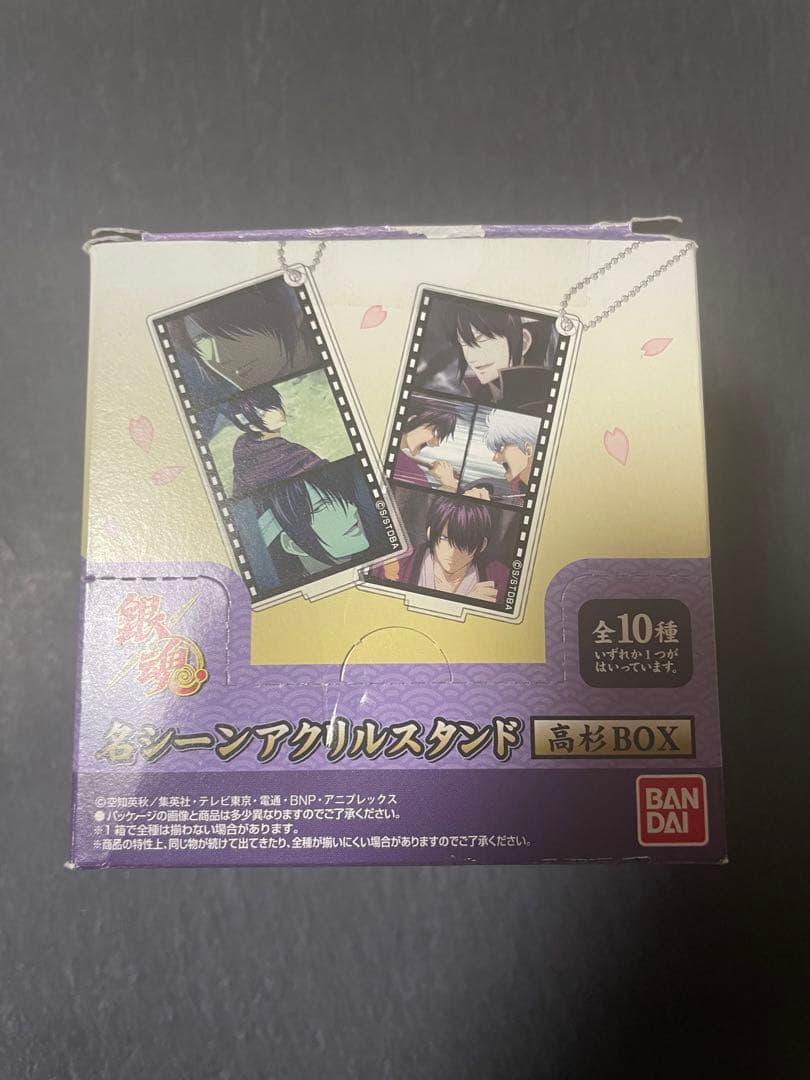 ©S/STDBA
©S/STDBA
銀魂
全10種
いずれか1つが
はいっています。
名シーンアクリルスタンド 高杉BOX
©空知英秋/集英社・テレビ東京・電通・BNP・アニプレックス
●パッケージの画像と商品は多少異なりますのでご了承ください。
※1箱で全種は揃わない場合があります。
※商品の特性上、同じ物が続けて出てきたり、全種が揃いにくい場合がありますのでご了承ください。
BAN
DAI